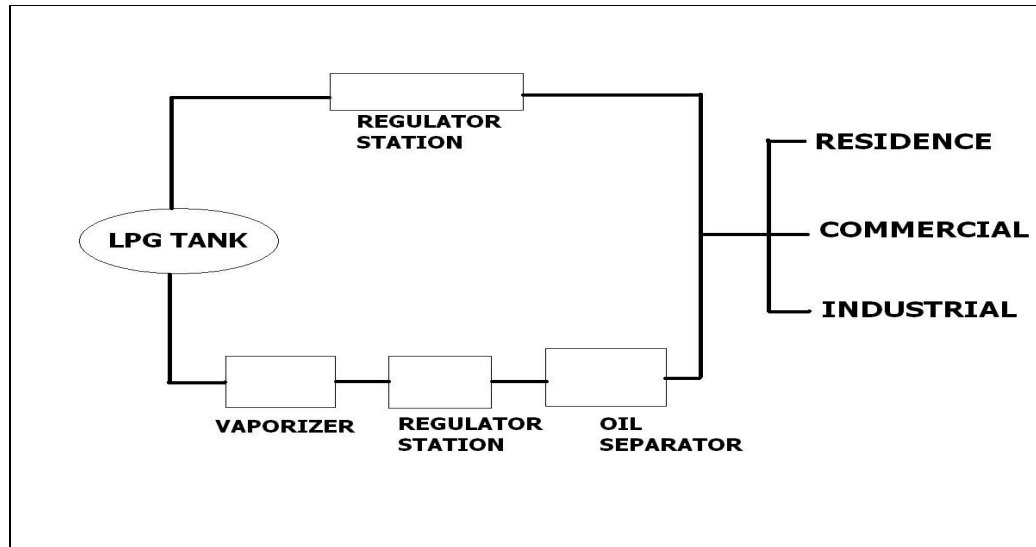 REGULATOR
STATION
RESIDENCE
LPG TANK
COMMERCIAL
INDUSTRIAL
VAPORIZER
REGULATOR
STATION
OIL
SEPARATOR